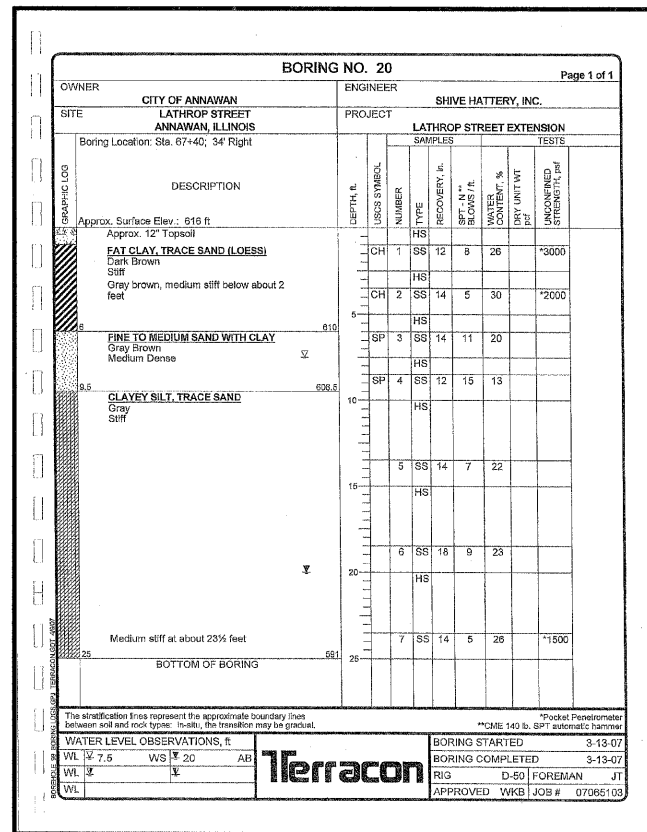 BORING NO. 20
Page 1 of 1
OWNER
CITY OF ANNAWAN
ENGINEER
SHIVE HATTERY, INC.
SITE
LATHROP STREET
ANNAWAN, ILLINOIS
PROJECT
LATHROP STREET EXTENSION
Boring Location: Sta. 67+40; 34' Right
SAMPLES
TESTS
GRAPHIC LOG
DESCRIPTION
DEPTH, ft.
USCS SYMBOL
NUMBER
TYPE
RECOVERY, in.
SPT - N **
BLOWS / ft.
WATER
CONTENT, %
DRY UNIT WT
pcf
UNCONFINED
STRENGTH, psf
Approx. Surface Elev.: 616 ft
Approx. 12" Topsoil
HS
FAT CLAY, TRACE SAND (LOESS)
CH 1 SS 12 8 26 *3000
Dark Brown
Stiff
HS
Gray brown, medium stiff below about 2
feet
CH 2 SS 14 5 30 *2000
5
HS
6 610
FINE TO MEDIUM SAND WITH CLAY
SP 3 SS 14 11 20
Gray Brown
Medium Dense
HS
SP 4 SS 12 15 13
9.5 606.5
CLAYEY SILT, TRACE SAND
10
HS
Gray
Stiff
5 SS 14 7 22
15
HS
6 SS 18 9 23
20
HS
Medium stiff at about 23½ feet
7 SS 14 5 26 *1500
25 591
25
BOTTOM OF BORING
The stratification lines represent the approximate boundary lines
between soil and rock types: in-situ, the transition may be gradual.
*Pocket Penetrometer
**CME 140 lb. SPT automatic hammer
WATER LEVEL OBSERVATIONS, ft
WL 7.5 WS 20 AB
WL
WL
Terracon
BORING STARTED 3-13-07
BORING COMPLETED 3-13-07
RIG D-50 FOREMAN JT
APPROVED WKB JOB # 07065103
BOREHOLE 99 BORING LOGS.GPJ TERRACON.GDT 4/9/07